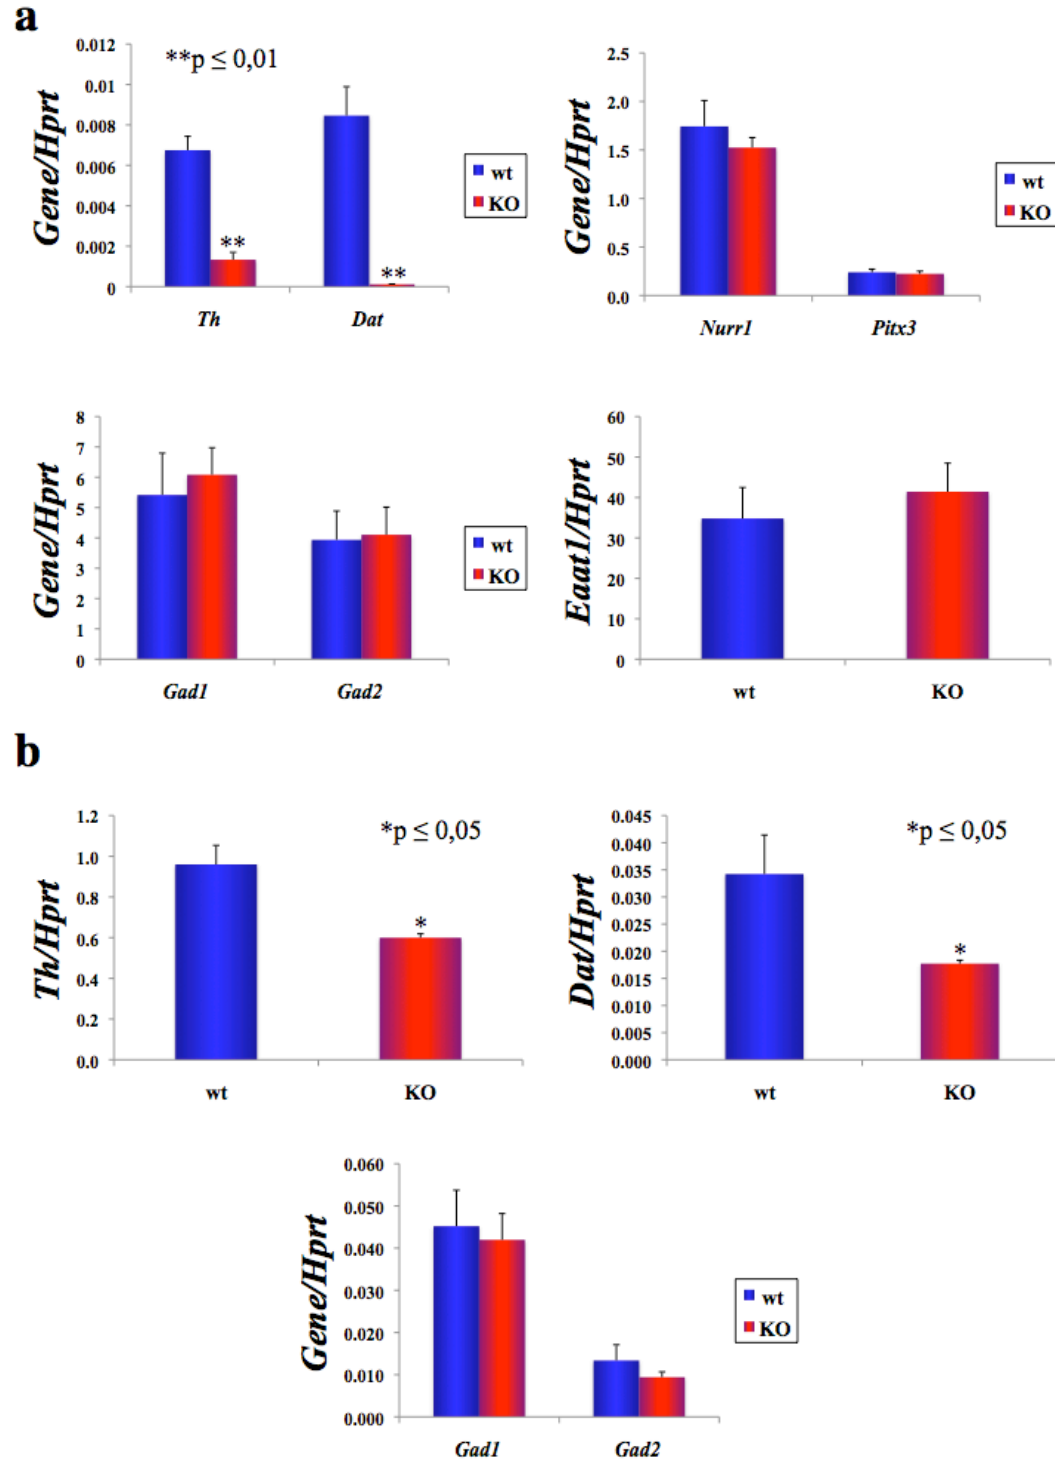 a
**p ≤ 0,01
Gene/Hprt
0.012
0.01
0.008
0.006
0.004
0.002
0
**
**
Th
Dat
wt
KO
Gene/Hprt
2.5
2.0
1.5
1.0
0.5
0.0
Nurr1
Pitx3
wt
KO
Gene/Hprt
8
7
6
5
4
3
2
1
0
Gad1
Gad2
wt
KO
Eaat1/Hprt
60
50
40
30
20
10
0
wt
KO
b
Th/Hprt
1.2
1.0
0.8
0.6
0.4
0.2
0.0
*p ≤ 0,05
*
wt
KO
Dat/Hprt
0.045
0.040
0.035
0.030
0.025
0.020
0.015
0.010
0.005
0.000
*p ≤ 0,05
*
wt
KO
Gene/Hprt
0.060
0.050
0.040
0.030
0.020
0.010
0.000
Gad1
Gad2
wt
KO